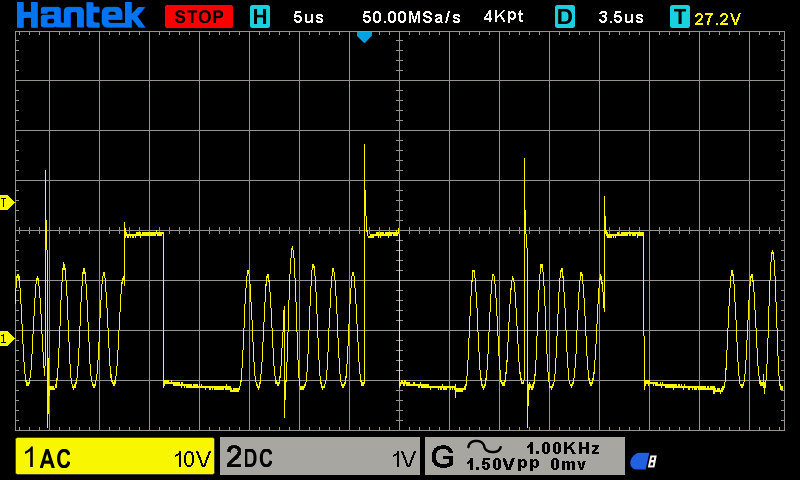 Hantek STOP H 5us 50.00MSa/s 4Kpt D 3.5us T 27.2V
T
1
1AC 10V 2DC 1V G 1.00KHz
1.50Vpp 0mv